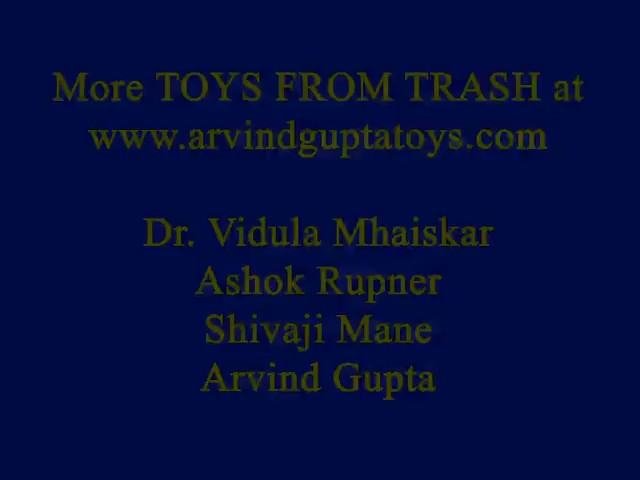 More TOYS FROM TRASH at
www.arvindguptatoys.com
Dr. Vidula Mhaiskar
Ashok Rupner
Shivaji Mane
Arvind Gupta